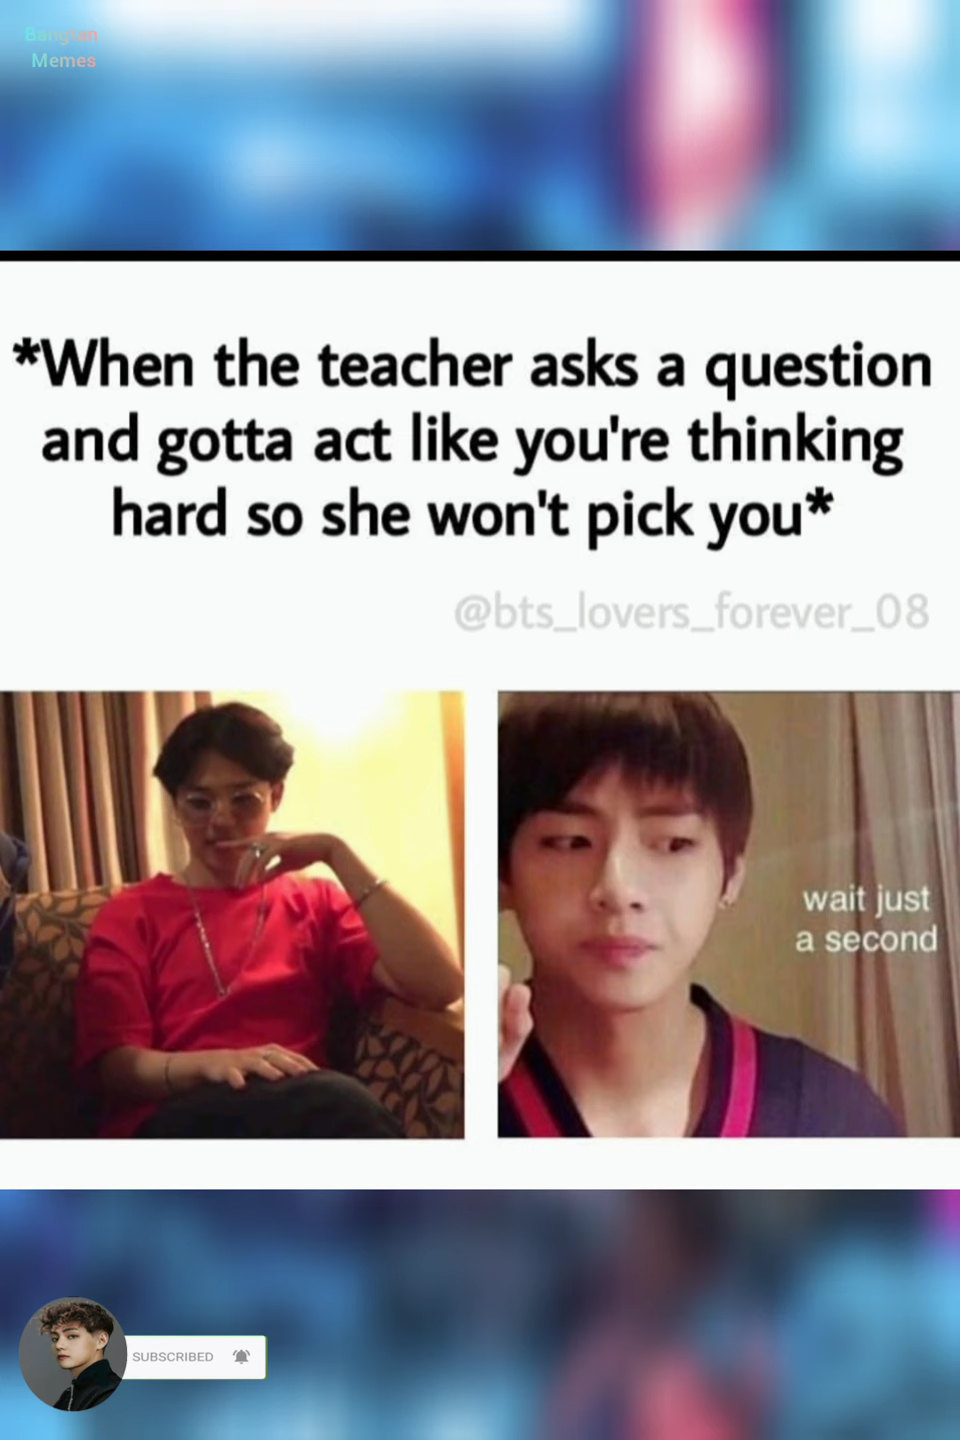 Bangtan
Memes
*When the teacher asks a question
and gotta act like you're thinking
hard so she won't pick you*
@bts_lovers_forever_08
wait just
a second
SUBSCRIBED